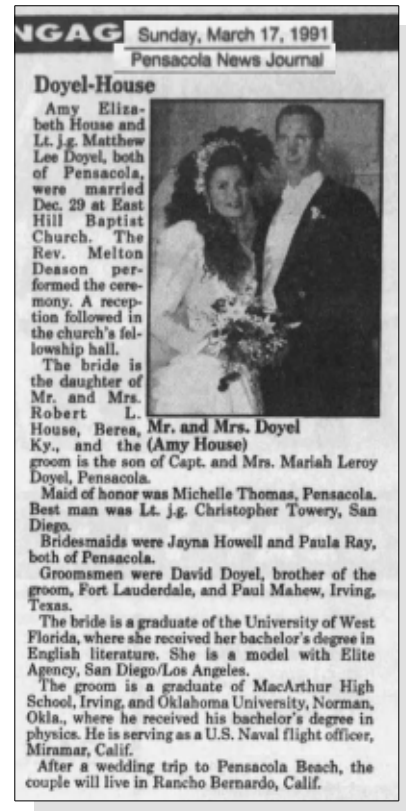 NGAG
Sunday, March 17, 1991
Pensacola News Journal
Doyel-House
Amy Eliza-
beth House and
Lt. j.g. Matthew
Lee Doyel, both
of Pensacola,
were married
Dec. 29 at East
Hill Baptist
Church. The
Rev. Melton
Deason per-
formed the cere-
mony. A recep-
tion followed in
the church's fel-
lowship hall.
The bride is
the daughter of
Mr. and Mrs.
Robert L.
House, Berea,
Ky., and the
Mr. and Mrs. Doyel
(Amy House)
groom is the son of Capt. and Mrs. Mariah Leroy
Doyel, Pensacola.
Maid of honor was Michelle Thomas, Pensacola.
Best man was Lt. j.g. Christopher Towery, San
Diego.
Bridesmaids were Jayna Howell and Paula Ray,
both of Pensacola.
Groomsmen were David Doyel, brother of the
groom, Fort Lauderdale, and Paul Mahew, Irving,
Texas.
The bride is a graduate of the University of West
Florida, where she received her bachelor's degree in
English literature. She is a model with Elite
Agency, San Diego/Los Angeles.
The groom is a graduate of MacArthur High
School, Irving, and Oklahoma University, Norman,
Okla., where he received his bachelor's degree in
physics. He is serving as a U.S. Naval flight officer,
Miramar, Calif.
After a wedding trip to Pensacola Beach, the
couple will live in Rancho Bernardo, Calif.